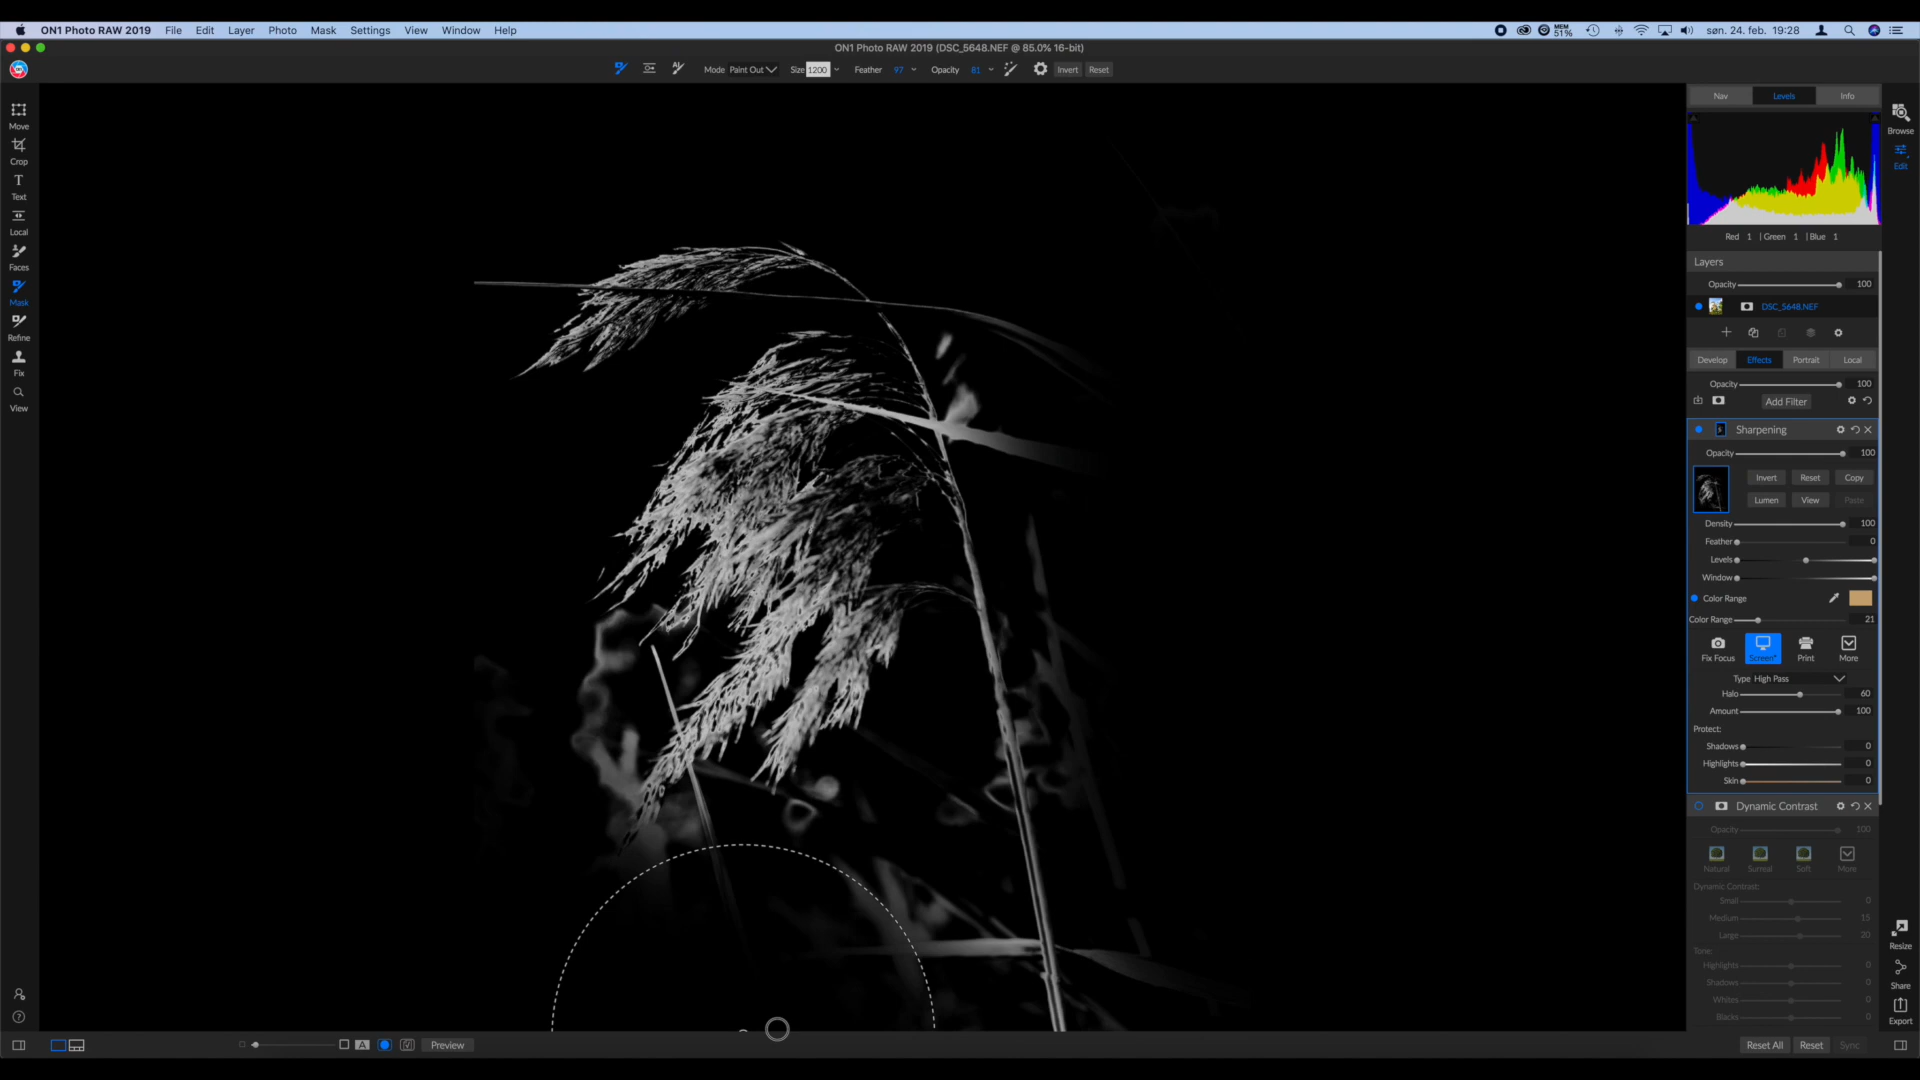 ON1 Photo RAW 2019 File Edit Layer Photo Mask Settings View Window Help MEM 51% søn. 24. feb. 19:28
ON1 Photo RAW 2019 (DSC_5648.NEF @ 85.0% 16-bit)
Mode Paint Out Size 1200 Feather 97 Opacity 81 Invert Reset
Move
Crop
Text
Local
Faces
Mask
Refine
Fix
View
Nav Levels Info
Browse
Edit
Red 1 | Green 1 | Blue 1
Layers
Opacity 100
DSC_5648.NEF
Develop Effects Portrait Local
Opacity 100
Add Filter
Sharpening
Opacity 100
Invert Reset Copy
Lumen View Paste
Density 100
Feather 0
Levels
Window
Color Range
Color Range 21
Fix Focus Screen* Print More
Type High Pass
Halo 60
Amount 100
Protect:
Shadows 0
Highlights 0
Skin 0
Dynamic Contrast
Opacity 100
Natural Surreal Soft More
Dynamic Contrast:
Small 0
Medium 15
Large 20
Tone:
Highlights 0
Shadows 0
Whites 0
Blacks 0
Resize
Share
Export
A Preview Reset All Reset Sync